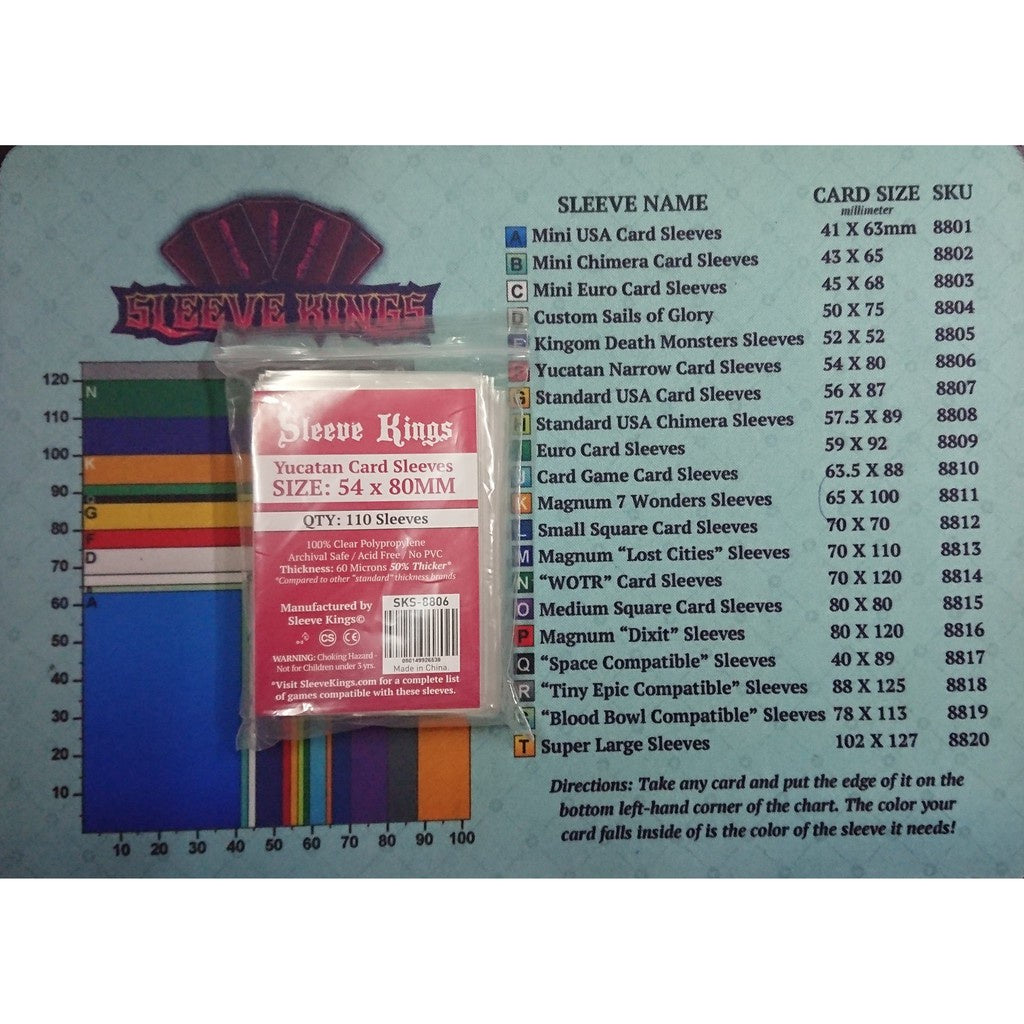 SLEEVE KINGS
SLEEVE NAME CARD SIZE SKU
millimeter
A Mini USA Card Sleeves 41 X 63mm 8801
B Mini Chimera Card Sleeves 43 X 65 8802
C Mini Euro Card Sleeves 45 X 68 8803
D Custom Sails of Glory 50 X 75 8804
E Kingom Death Monsters Sleeves 52 X 52 8805
Yucatan Narrow Card Sleeves 54 X 80 8806
G Standard USA Card Sleeves 56 X 87 8807
H Standard USA Chimera Sleeves 57.5 X 89 8808
Euro Card Sleeves 59 X 92 8809
J Card Game Card Sleeves 63.5 X 88 8810
K Magnum 7 Wonders Sleeves 65 X 100 8811
L Small Square Card Sleeves 70 X 70 8812
M Magnum "Lost Cities" Sleeves 70 X 110 8813
N "WOTR" Card Sleeves 70 X 120 8814
O Medium Square Card Sleeves 80 X 80 8815
P Magnum "Dixit" Sleeves 80 X 120 8816
Q "Space Compatible" Sleeves 40 X 89 8817
R "Tiny Epic Compatible" Sleeves 88 X 125 8818
"Blood Bowl Compatible" Sleeves 78 X 113 8819
T Super Large Sleeves 102 X 127 8820
Directions: Take any card and put the edge of it on the
bottom left-hand corner of the chart. The color your
card falls inside of is the color of the sleeve it needs!
120
N
110
100
K
90
G
80
F
D
70
60
A
50
40
30
20
10
10 20 30 40 50 60 70 80 90 100
Sleeve Kings
Yucatan Card Sleeves
SIZE: 54 x 80MM
QTY: 110 Sleeves
100% Clear Polypropylene
Archival Safe / Acid Free / No PVC
Thickness: 60 Microns 50% Thicker*
*Compared to other "standard" thickness brands
Manufactured by
Sleeve Kings©
CS CE
WARNING: Choking Hazard -
Not for Children under 3 yrs.
SKS-8806
Made in China.
*Visit SleeveKings.com for a complete list
of games compatible with these sleeves.